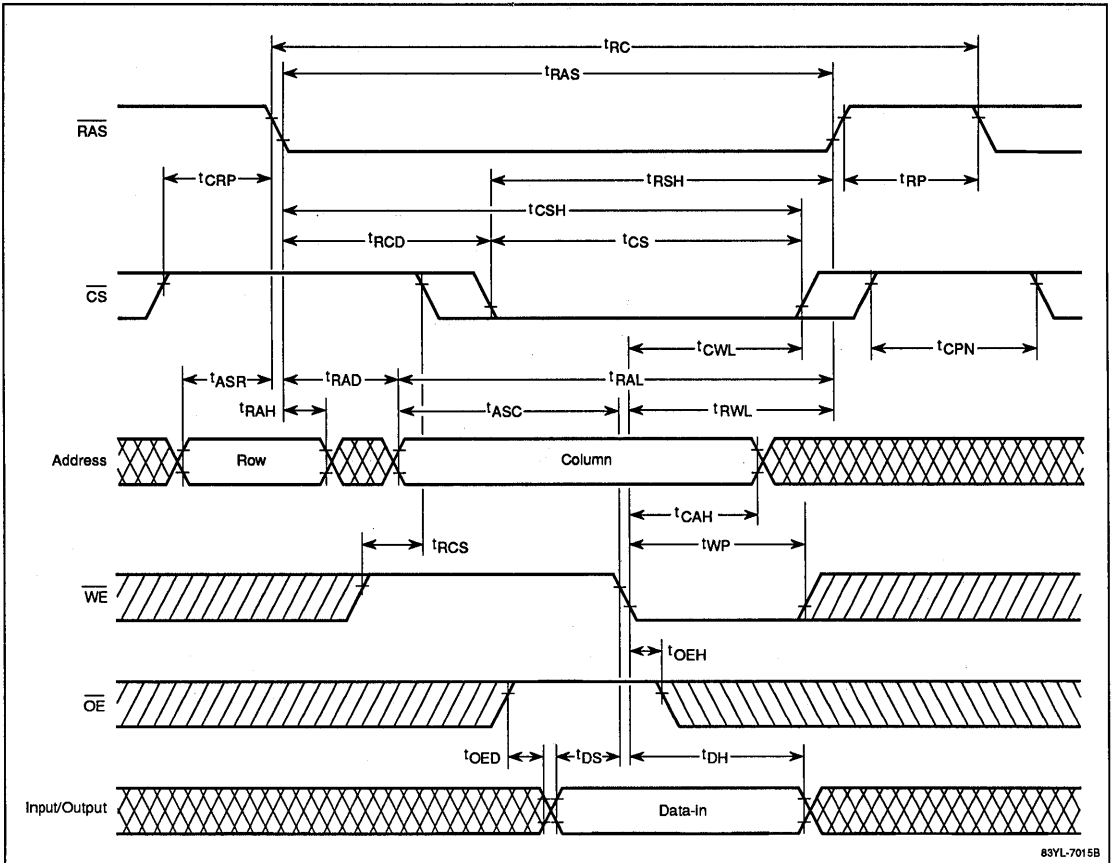 tRC
tRAS
RAS
tCRP
tRSH
tRP
tCSH
tRCD
tCS
CS
tCWL
tCPN
tASR
tRAD
tRAL
tRAH
tASC
tRWL
Address
Row
Column
tCAH
tRCS
tWP
WE
tOEH
OE
tOED
tDS
tDH
Input/Output
Data-in
83YL-7015B